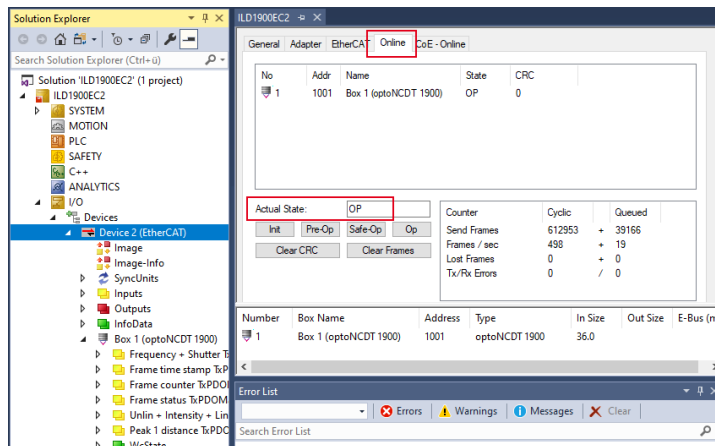 Solution Explorer
Search Solution Explorer (Ctrl+ü)
Solution 'ILD1900EC2' (1 project)
ILD1900EC2
SYSTEM
MOTION
PLC
SAFETY
C++
ANALYTICS
I/O
Devices
Device 2 (EtherCAT)
Image
Image-Info
SyncUnits
Inputs
Outputs
InfoData
Box 1 (optoNCDT 1900)
Frequency + Shutter T
Frame time stamp TxP
Frame counter TxPDO
Frame status TxPDOM
Unlin + Intensity + Lin
Peak 1 distance TxPDC
WcState
ILD1900EC2
General Adapter EtherCAT Online CoE - Online
No Addr Name State CRC
1 1001 Box 1 (optoNCDT 1900) OP 0
Actual State: OP
Init Pre-Op Safe-Op Op
Clear CRC Clear Frames
Counter Cyclic Queued
Send Frames 612953 + 39166
Frames / sec 498 + 19
Lost Frames 0 + 0
Tx/Rx Errors 0 / 0
Number Box Name Address Type In Size Out Size E-Bus (m
1 Box 1 (optoNCDT 1900) 1001 optoNCDT 1900 36.0
Error List
Errors Warnings Messages Clear
Search Error List